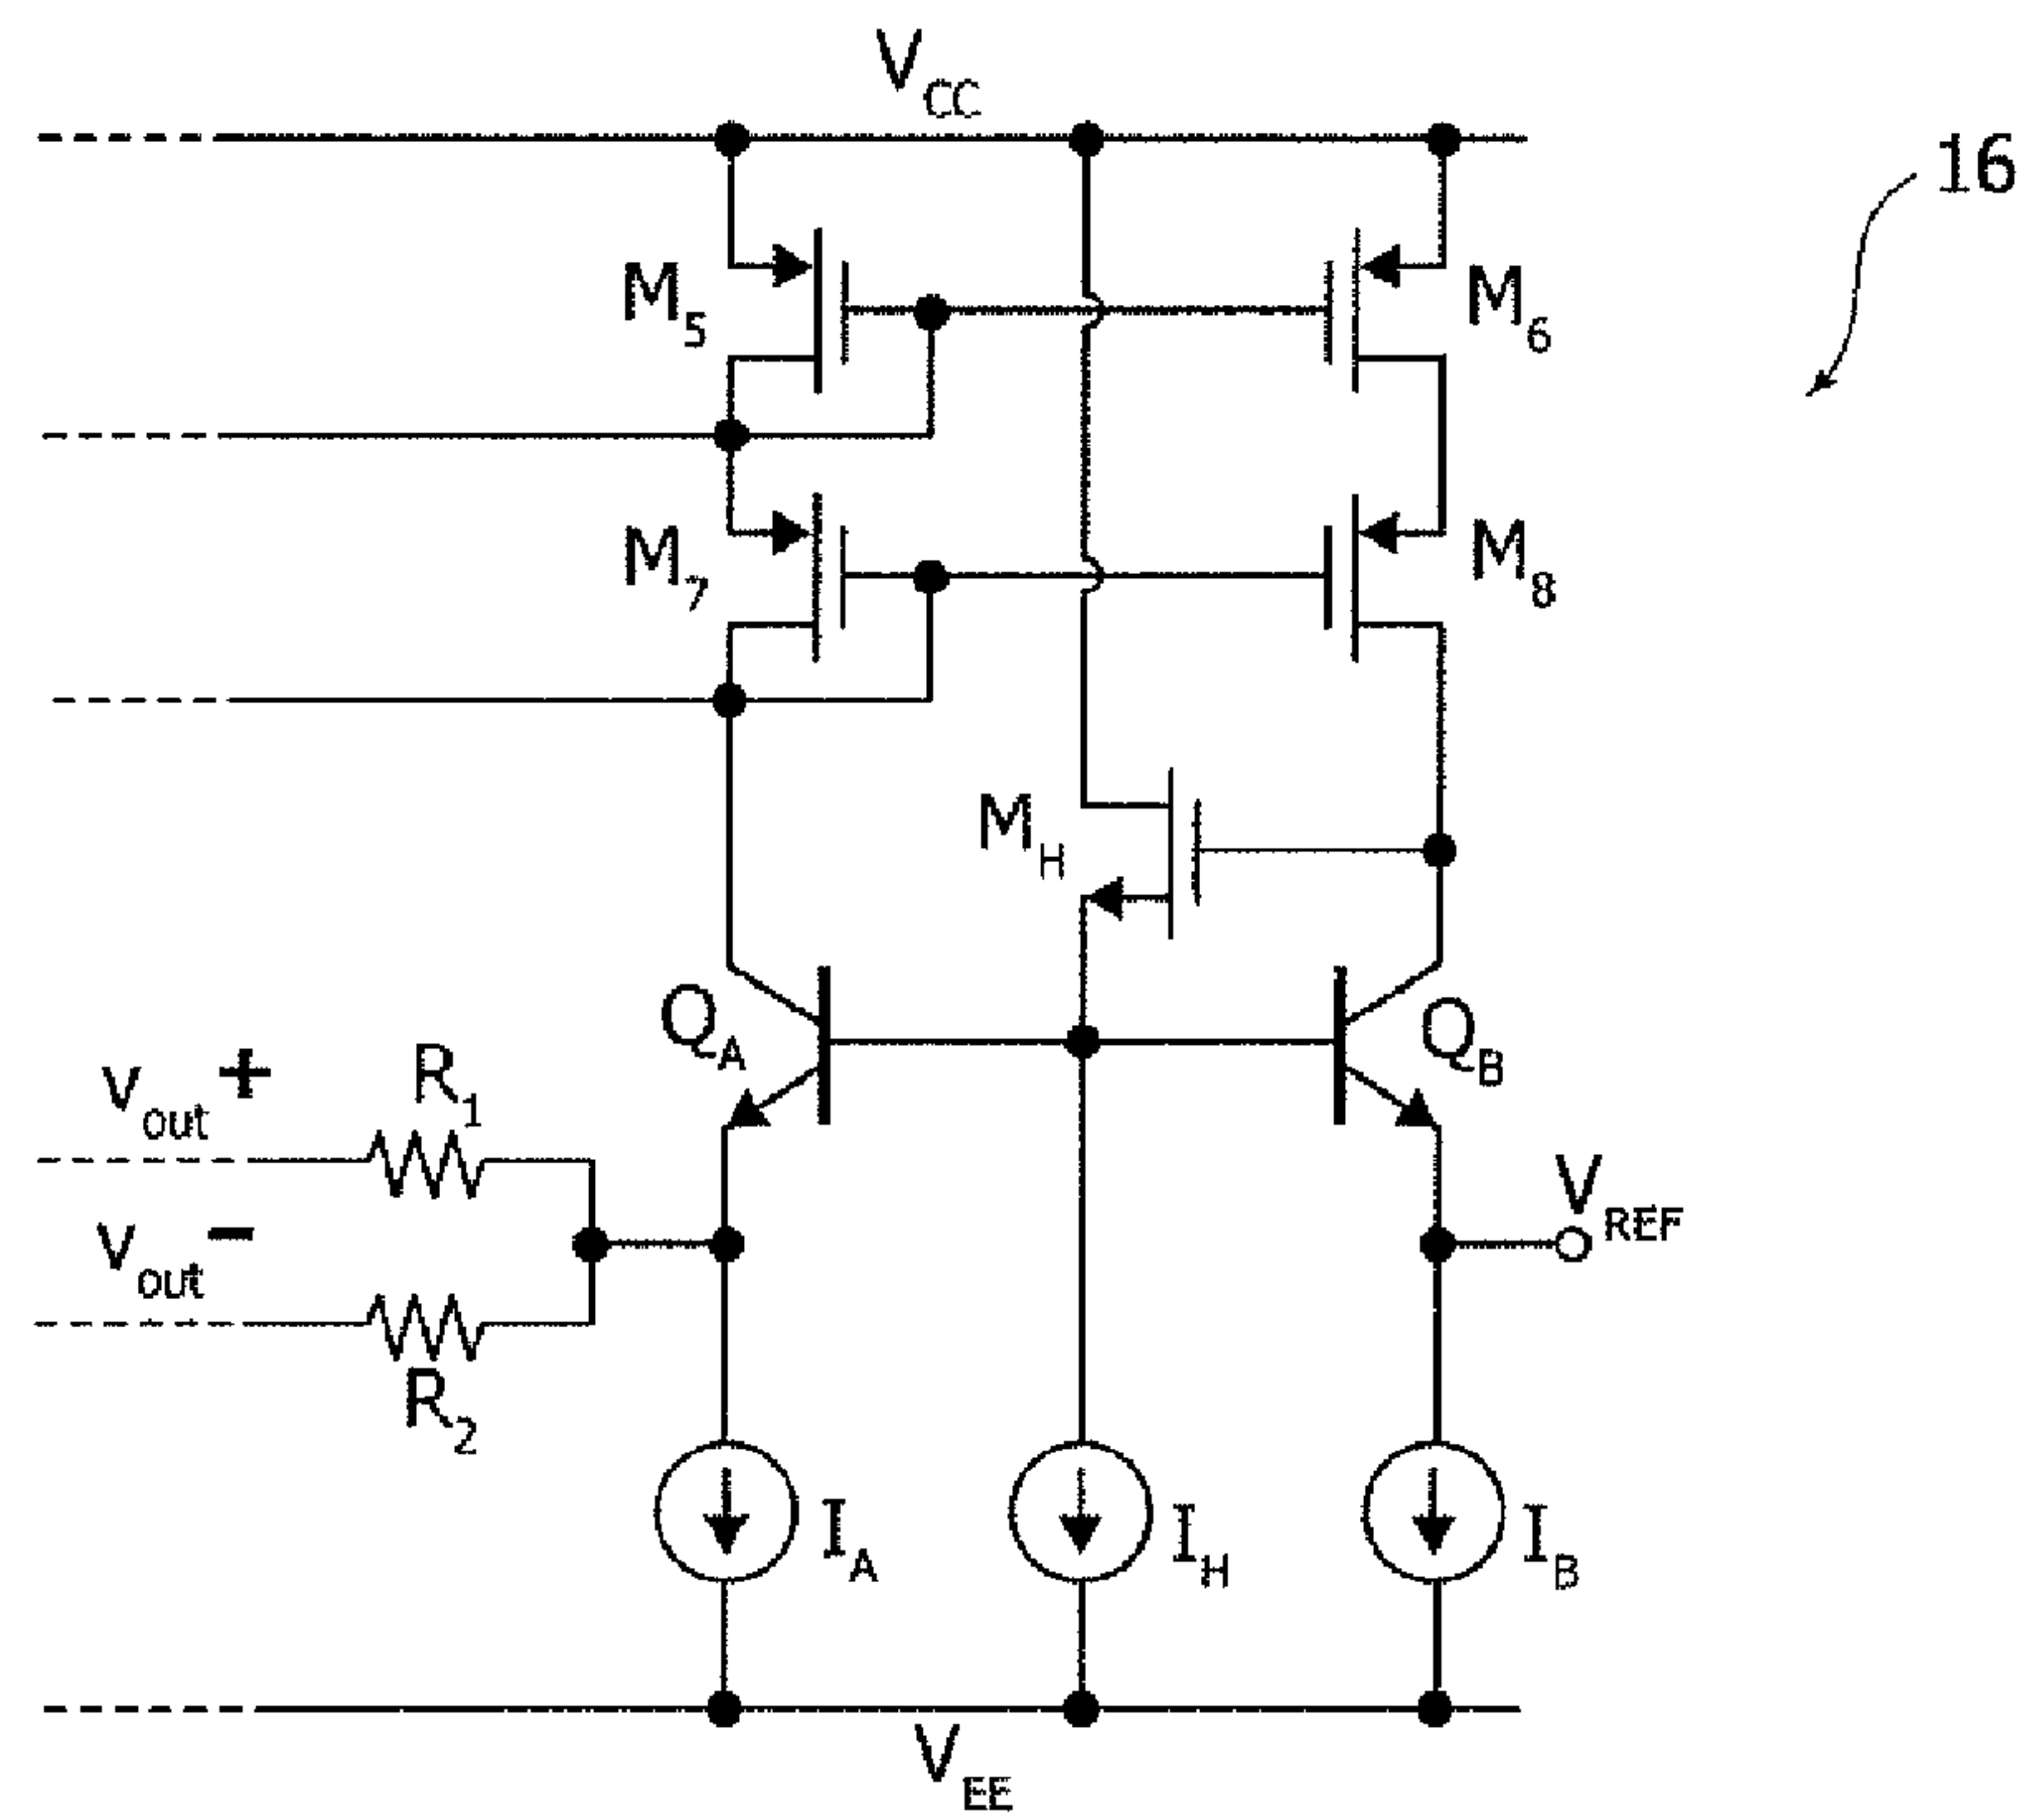 VCC
16
M5
M6
M7
M8
MH
QA
QB
vout+
R1
VREF
vout−
R2
IA
IH
IB
VEE